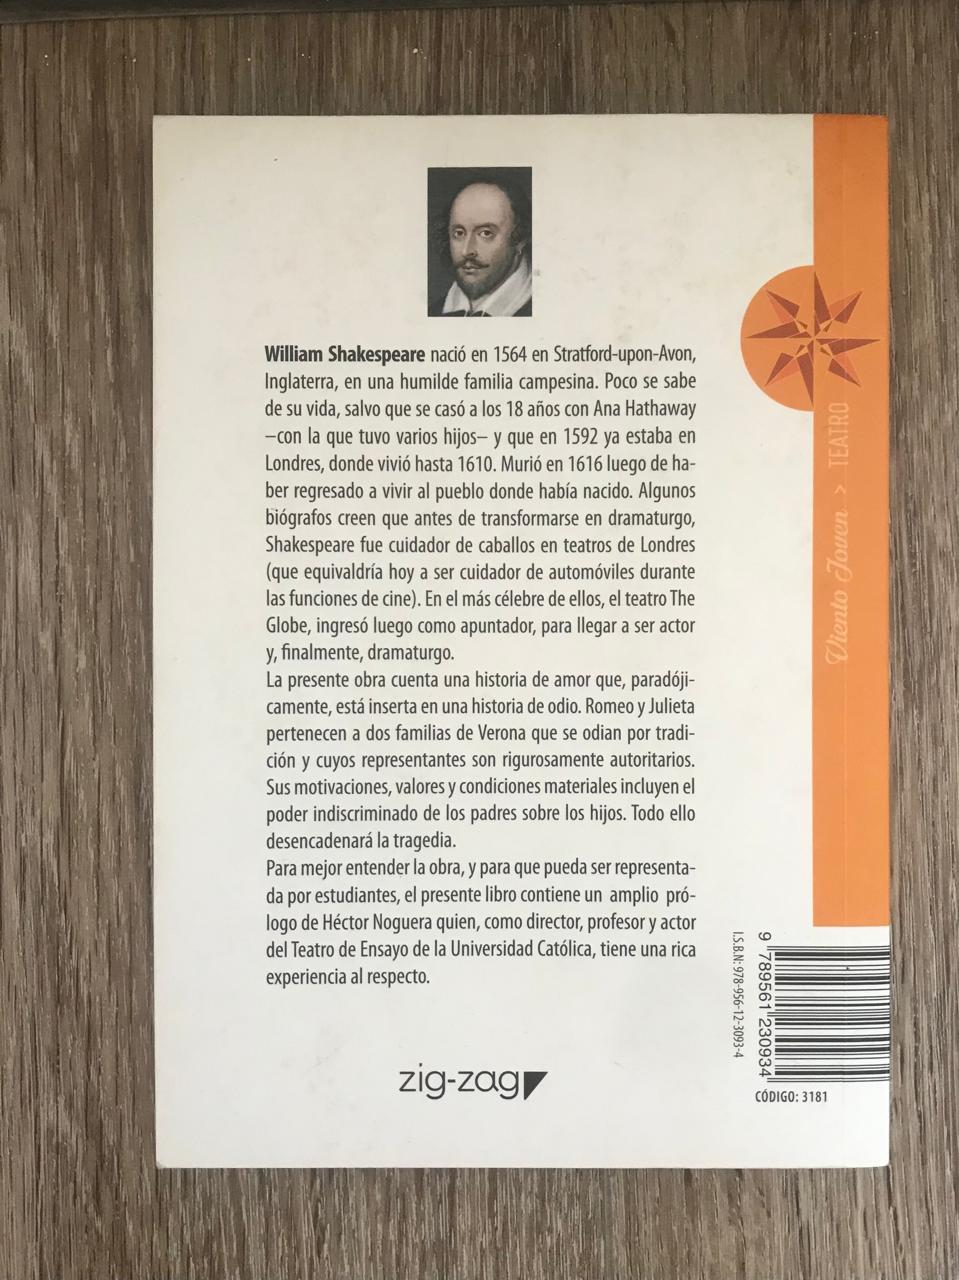 William Shakespeare nació en 1564 en Stratford-upon-Avon,
Inglaterra, en una humilde familia campesina. Poco se sabe
de su vida, salvo que se casó a los 18 años con Ana Hathaway
–con la que tuvo varios hijos– y que en 1592 ya estaba en
Londres, donde vivió hasta 1610. Murió en 1616 luego de ha-
ber regresado a vivir al pueblo donde había nacido. Algunos
biógrafos creen que antes de transformarse en dramaturgo,
Shakespeare fue cuidador de caballos en teatros de Londres
(que equivaldría hoy a ser cuidador de automóviles durante
las funciones de cine). En el más célebre de ellos, el teatro The
Globe, ingresó luego como apuntador, para llegar a ser actor
y, finalmente, dramaturgo.
La presente obra cuenta una historia de amor que, paradóji-
camente, está inserta en una historia de odio. Romeo y Julieta
pertenecen a dos familias de Verona que se odian por tradi-
ción y cuyos representantes son rigurosamente autoritarios.
Sus motivaciones, valores y condiciones materiales incluyen el
poder indiscriminado de los padres sobre los hijos. Todo ello
desencadenará la tragedia.
Para mejor entender la obra, y para que pueda ser representa-
da por estudiantes, el presente libro contiene un amplio pró-
logo de Héctor Noguera quien, como director, profesor y actor
del Teatro de Ensayo de la Universidad Católica, tiene una rica
experiencia al respecto.
zig-zag
Viento Joven > TEATRO
I.S.B.N: 978-956-12-3093-4
9 789561 230934
CÓDIGO: 3181